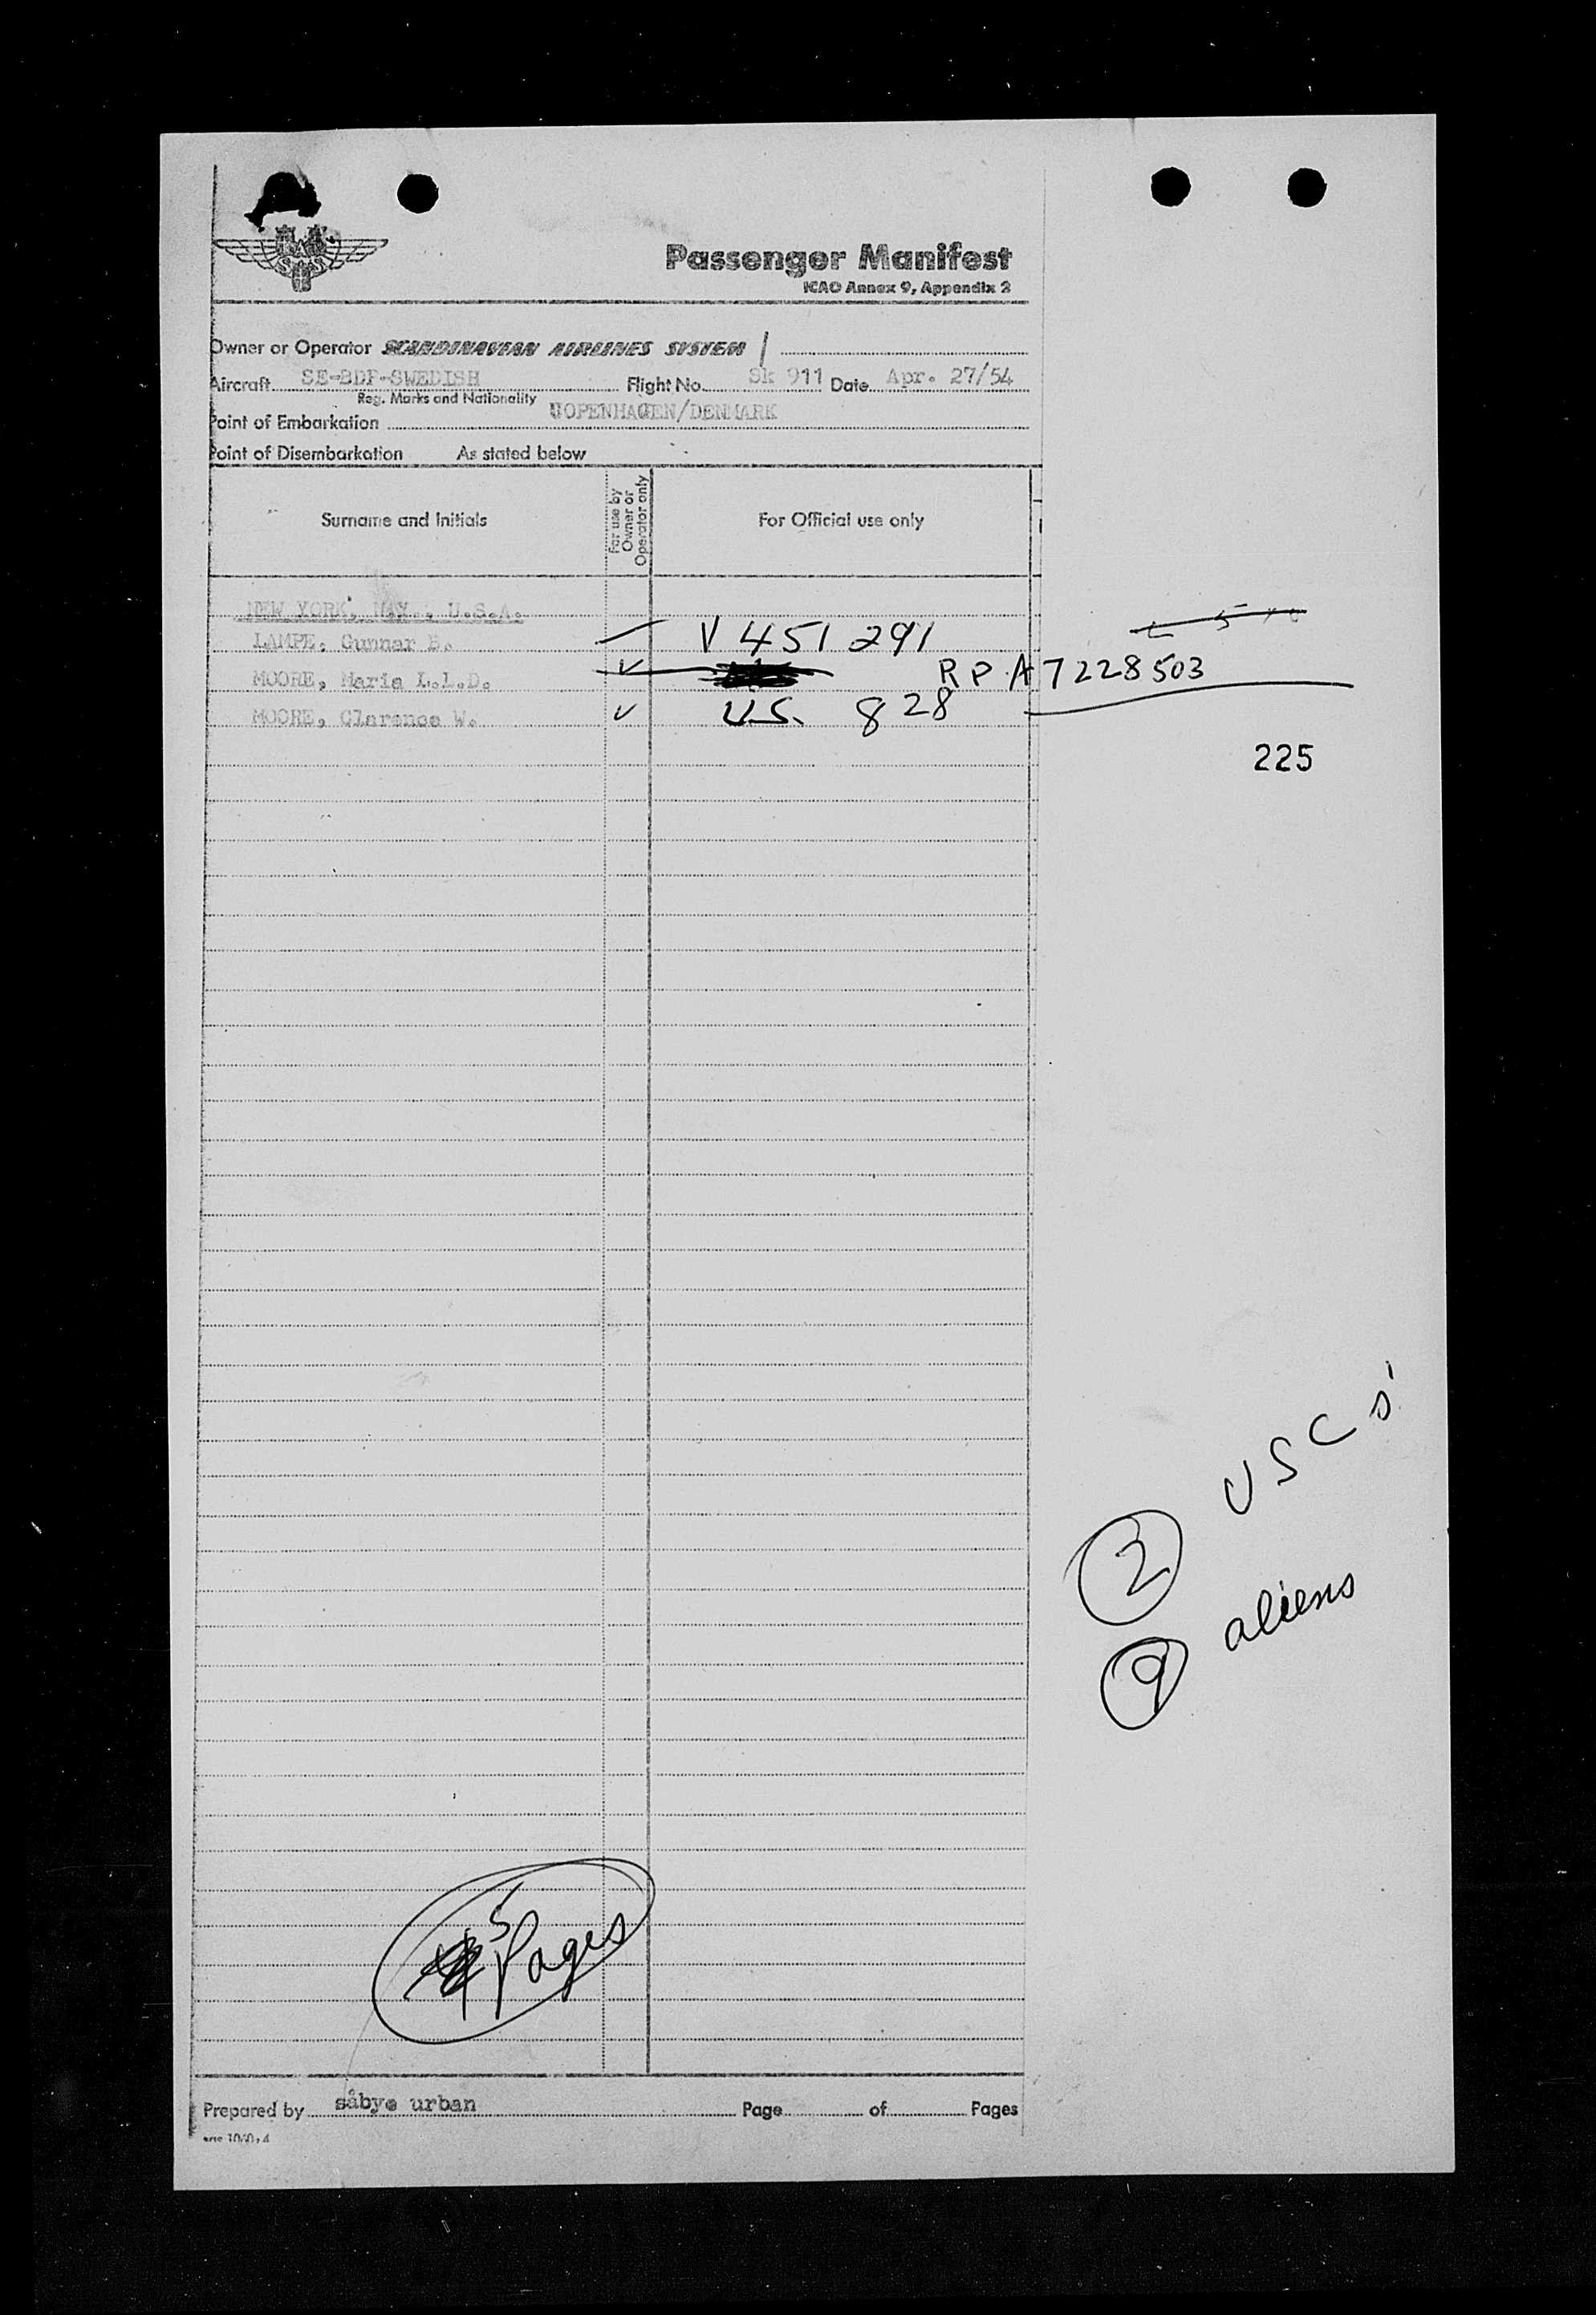 SAS
Passenger Manifest
ICAO Annex 9, Appendix 2
Owner or Operator SCANDINAVIAN AIRLINES SYSTEM
Aircraft SE-BDP-SWEDISH Flight No. Sk 911 Date Apr. 27/54
Reg. Marks and Nationality
Point of Embarkation COPENHAGEN/DENMARK
Point of Disembarkation As stated below
Surname and Initials For use by Owner or Operator only For Official use only
NEW YORK, N.Y., U.S.A.
LAMPE, Gunnar B. V 451 291
MOORE, Maria L.L.D. RP A7228503
MOORE, Clarence W. U.S. 828
225
2 USCs'
9 aliens
5 Pages
Prepared by såbye urban Page of Pages